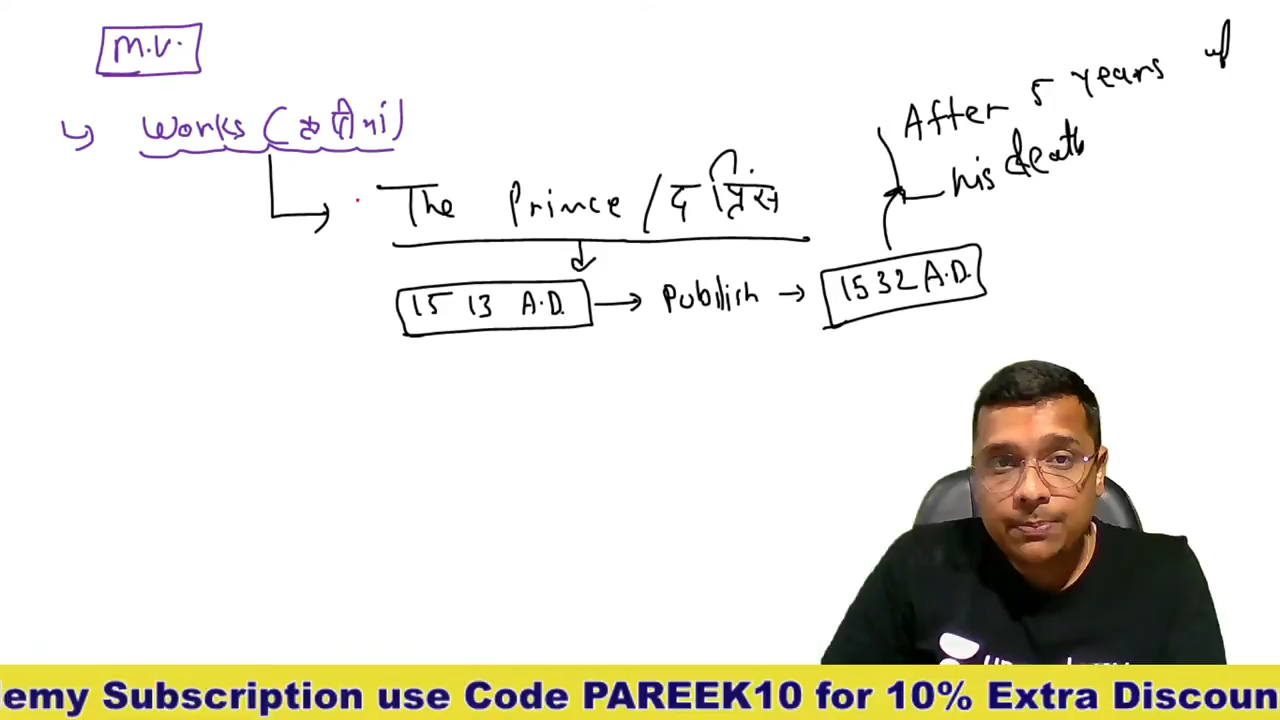 M.V.
Works (कृतियां)
After 5 years of
his death
The Prince / द प्रिंस
1513 A.D. → Publish → 1532 A.D.
demy Subscription use Code PAREEK10 for 10% Extra Discoun